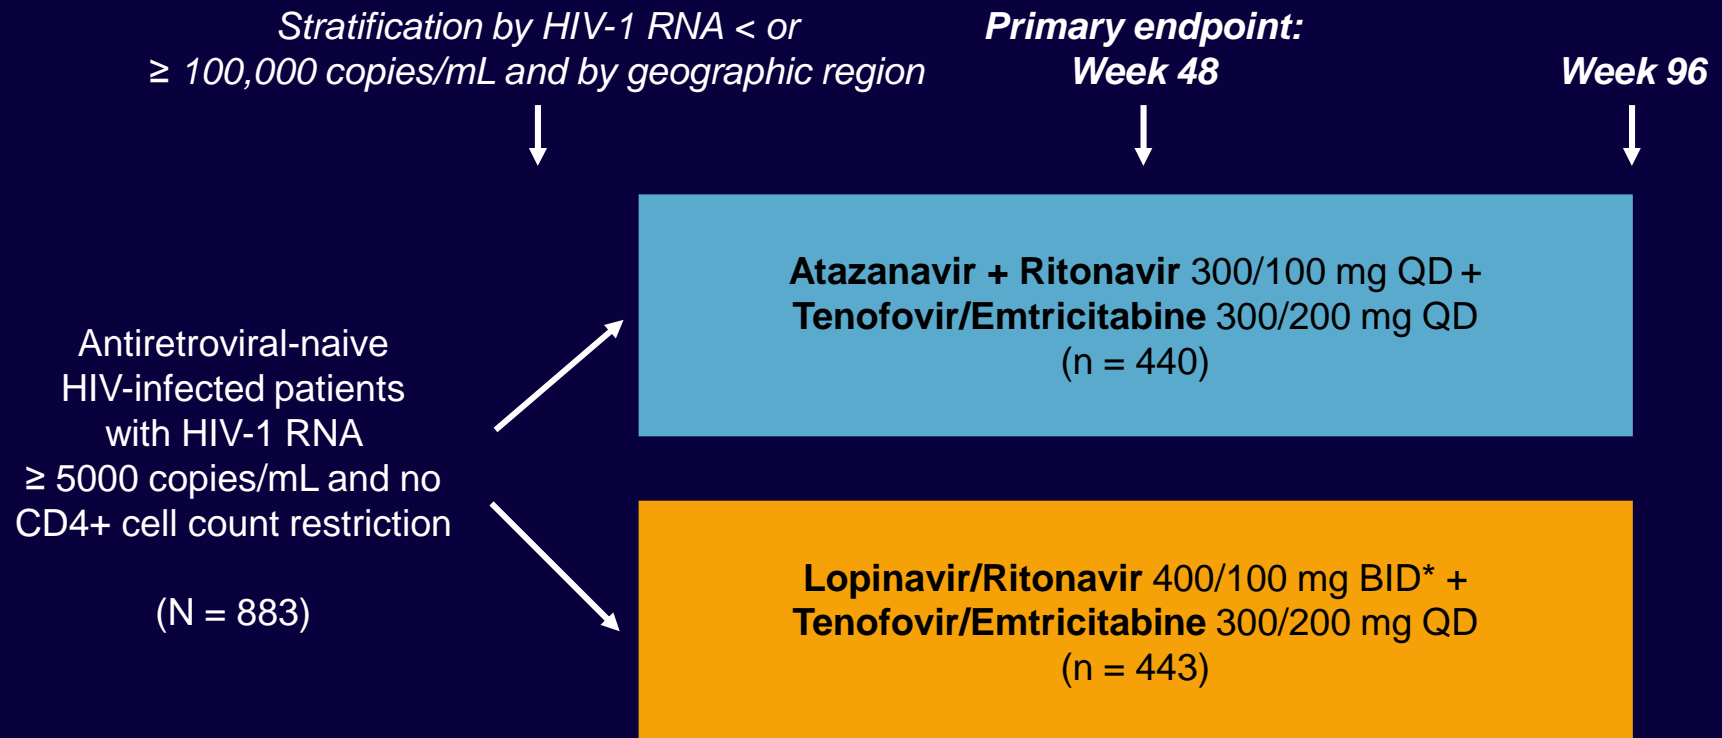 Stratification by HIV-1 RNA < or
≥ 100,000 copies/mL and by geographic region
Primary endpoint:
Week 48
Week 96
Antiretroviral-naive
HIV-infected patients
with HIV-1 RNA
≥ 5000 copies/mL and no
CD4+ cell count restriction
(N = 883)
Atazanavir + Ritonavir 300/100 mg QD +
Tenofovir/Emtricitabine 300/200 mg QD
(n = 440)
Lopinavir/Ritonavir 400/100 mg BID* +
Tenofovir/Emtricitabine 300/200 mg QD
(n = 443)